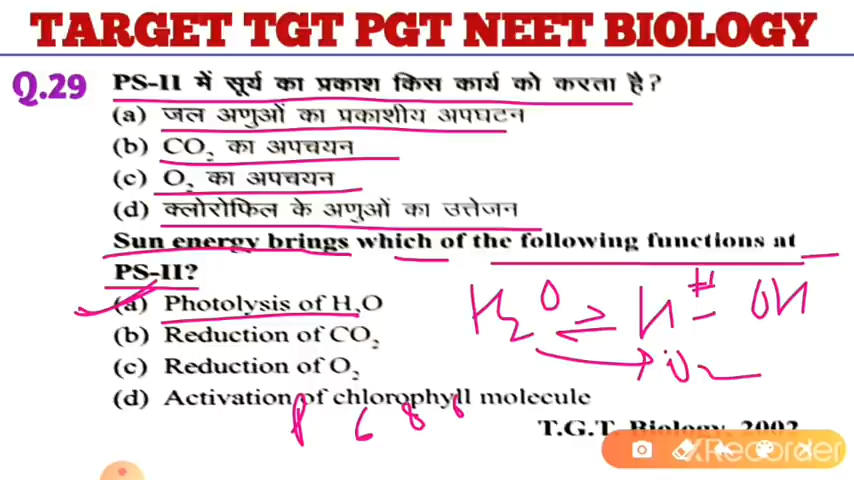 TARGET TGT PGT NEET BIOLOGY
Q.29 PS-II में सूर्य का प्रकाश किस कार्य को करता है?
(a) जल अणुओं का प्रकाशीय अपघटन
(b) CO₂ का अपचयन
(c) O₂ का अपचयन
(d) क्लोरोफिल के अणुओं का उत्तेजन
Sun energy brings which of the following functions at
PS-II?
(a) Photolysis of H₂O
(b) Reduction of CO₂
(c) Reduction of O₂
(d) Activation of chlorophyll molecule
H₂O ⇌ H⁺ OH
O₂
P 680
T.G.T. Biology, 2002
XRecorder